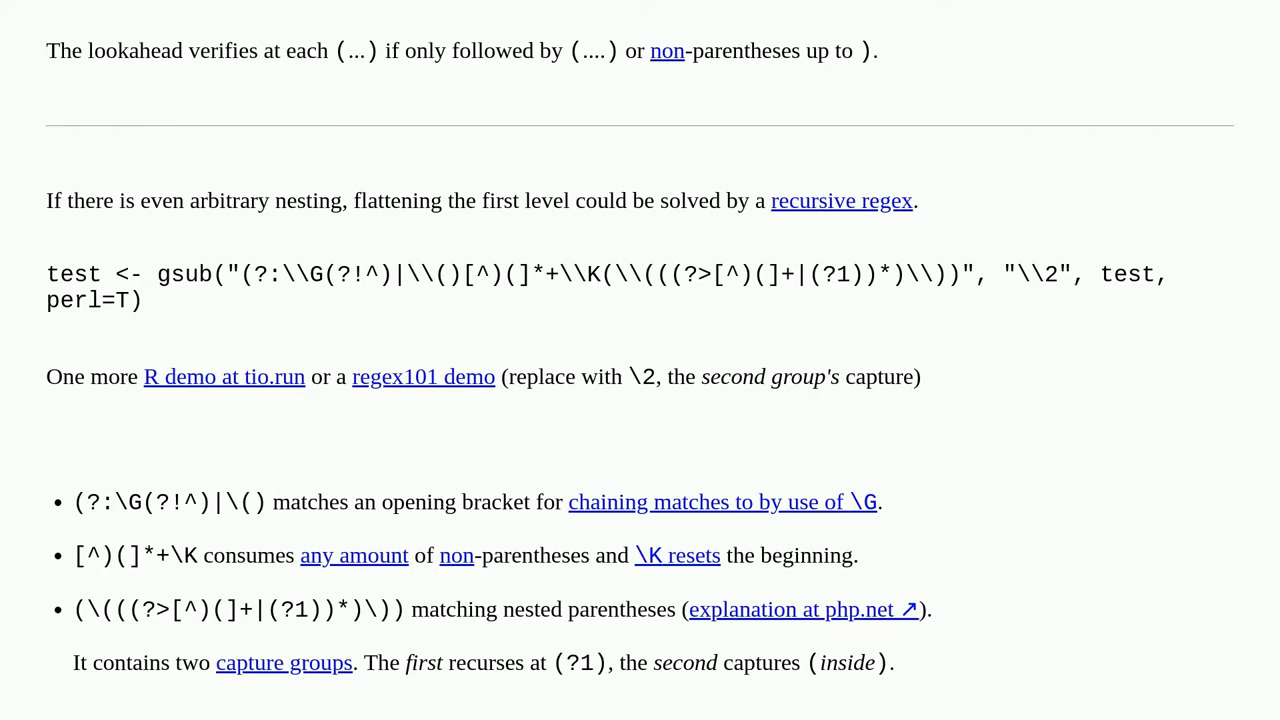 The lookahead verifies at each (...) if only followed by (....) or non-parentheses up to ).
If there is even arbitrary nesting, flattening the first level could be solved by a recursive regex.
test <- gsub("(?:\\G(?!^)|\\()[^)(]*+\\K(\\(((?>[^)(]+|(?1))*)\\))", "\\2", test,
perl=T)
One more R demo at tio.run or a regex101 demo (replace with \2, the second group's capture)
• (?:\G(?!^)|\() matches an opening bracket for chaining matches to by use of \G.
• [^)(]*+\K consumes any amount of non-parentheses and \K resets the beginning.
• (\(((?>[^)(]+|(?1))*)\)) matching nested parentheses (explanation at php.net ↗).
It contains two capture groups. The first recurses at (?1), the second captures (inside).